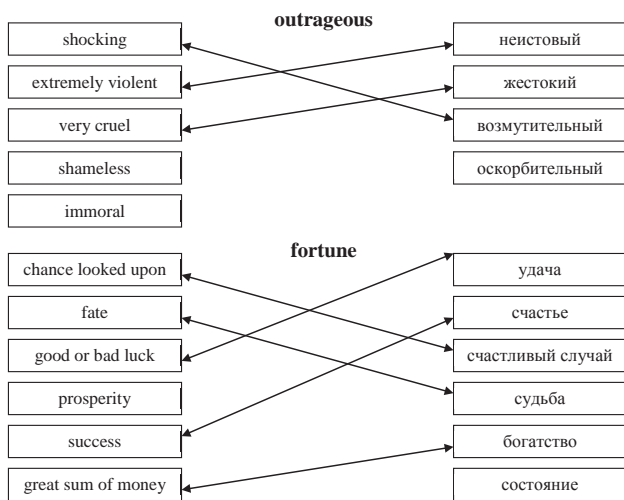 outrageous
shocking
неистовый
extremely violent
жестокий
very cruel
возмутительный
shameless
оскорбительный
immoral
fortune
chance looked upon
удача
fate
счастье
good or bad luck
счастливый случай
prosperity
судьба
success
богатство
great sum of money
состояние